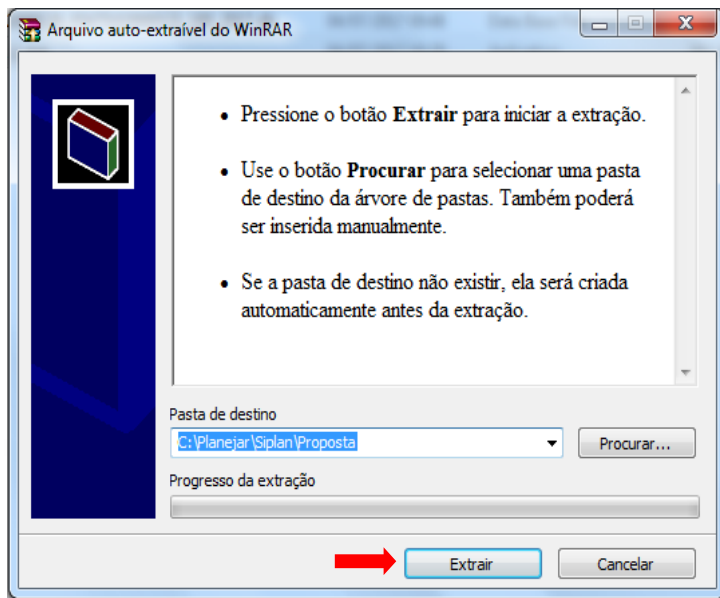 Arquivo auto-extraível do WinRAR
• Pressione o botão Extrair para iniciar a extração.
• Use o botão Procurar para selecionar uma pasta
de destino da árvore de pastas. Também poderá
ser inserida manualmente.
• Se a pasta de destino não existir, ela será criada
automaticamente antes da extração.
Pasta de destino
C:\Planejar\Siplan\Proposta
Procurar...
Progresso da extração
Extrair
Cancelar